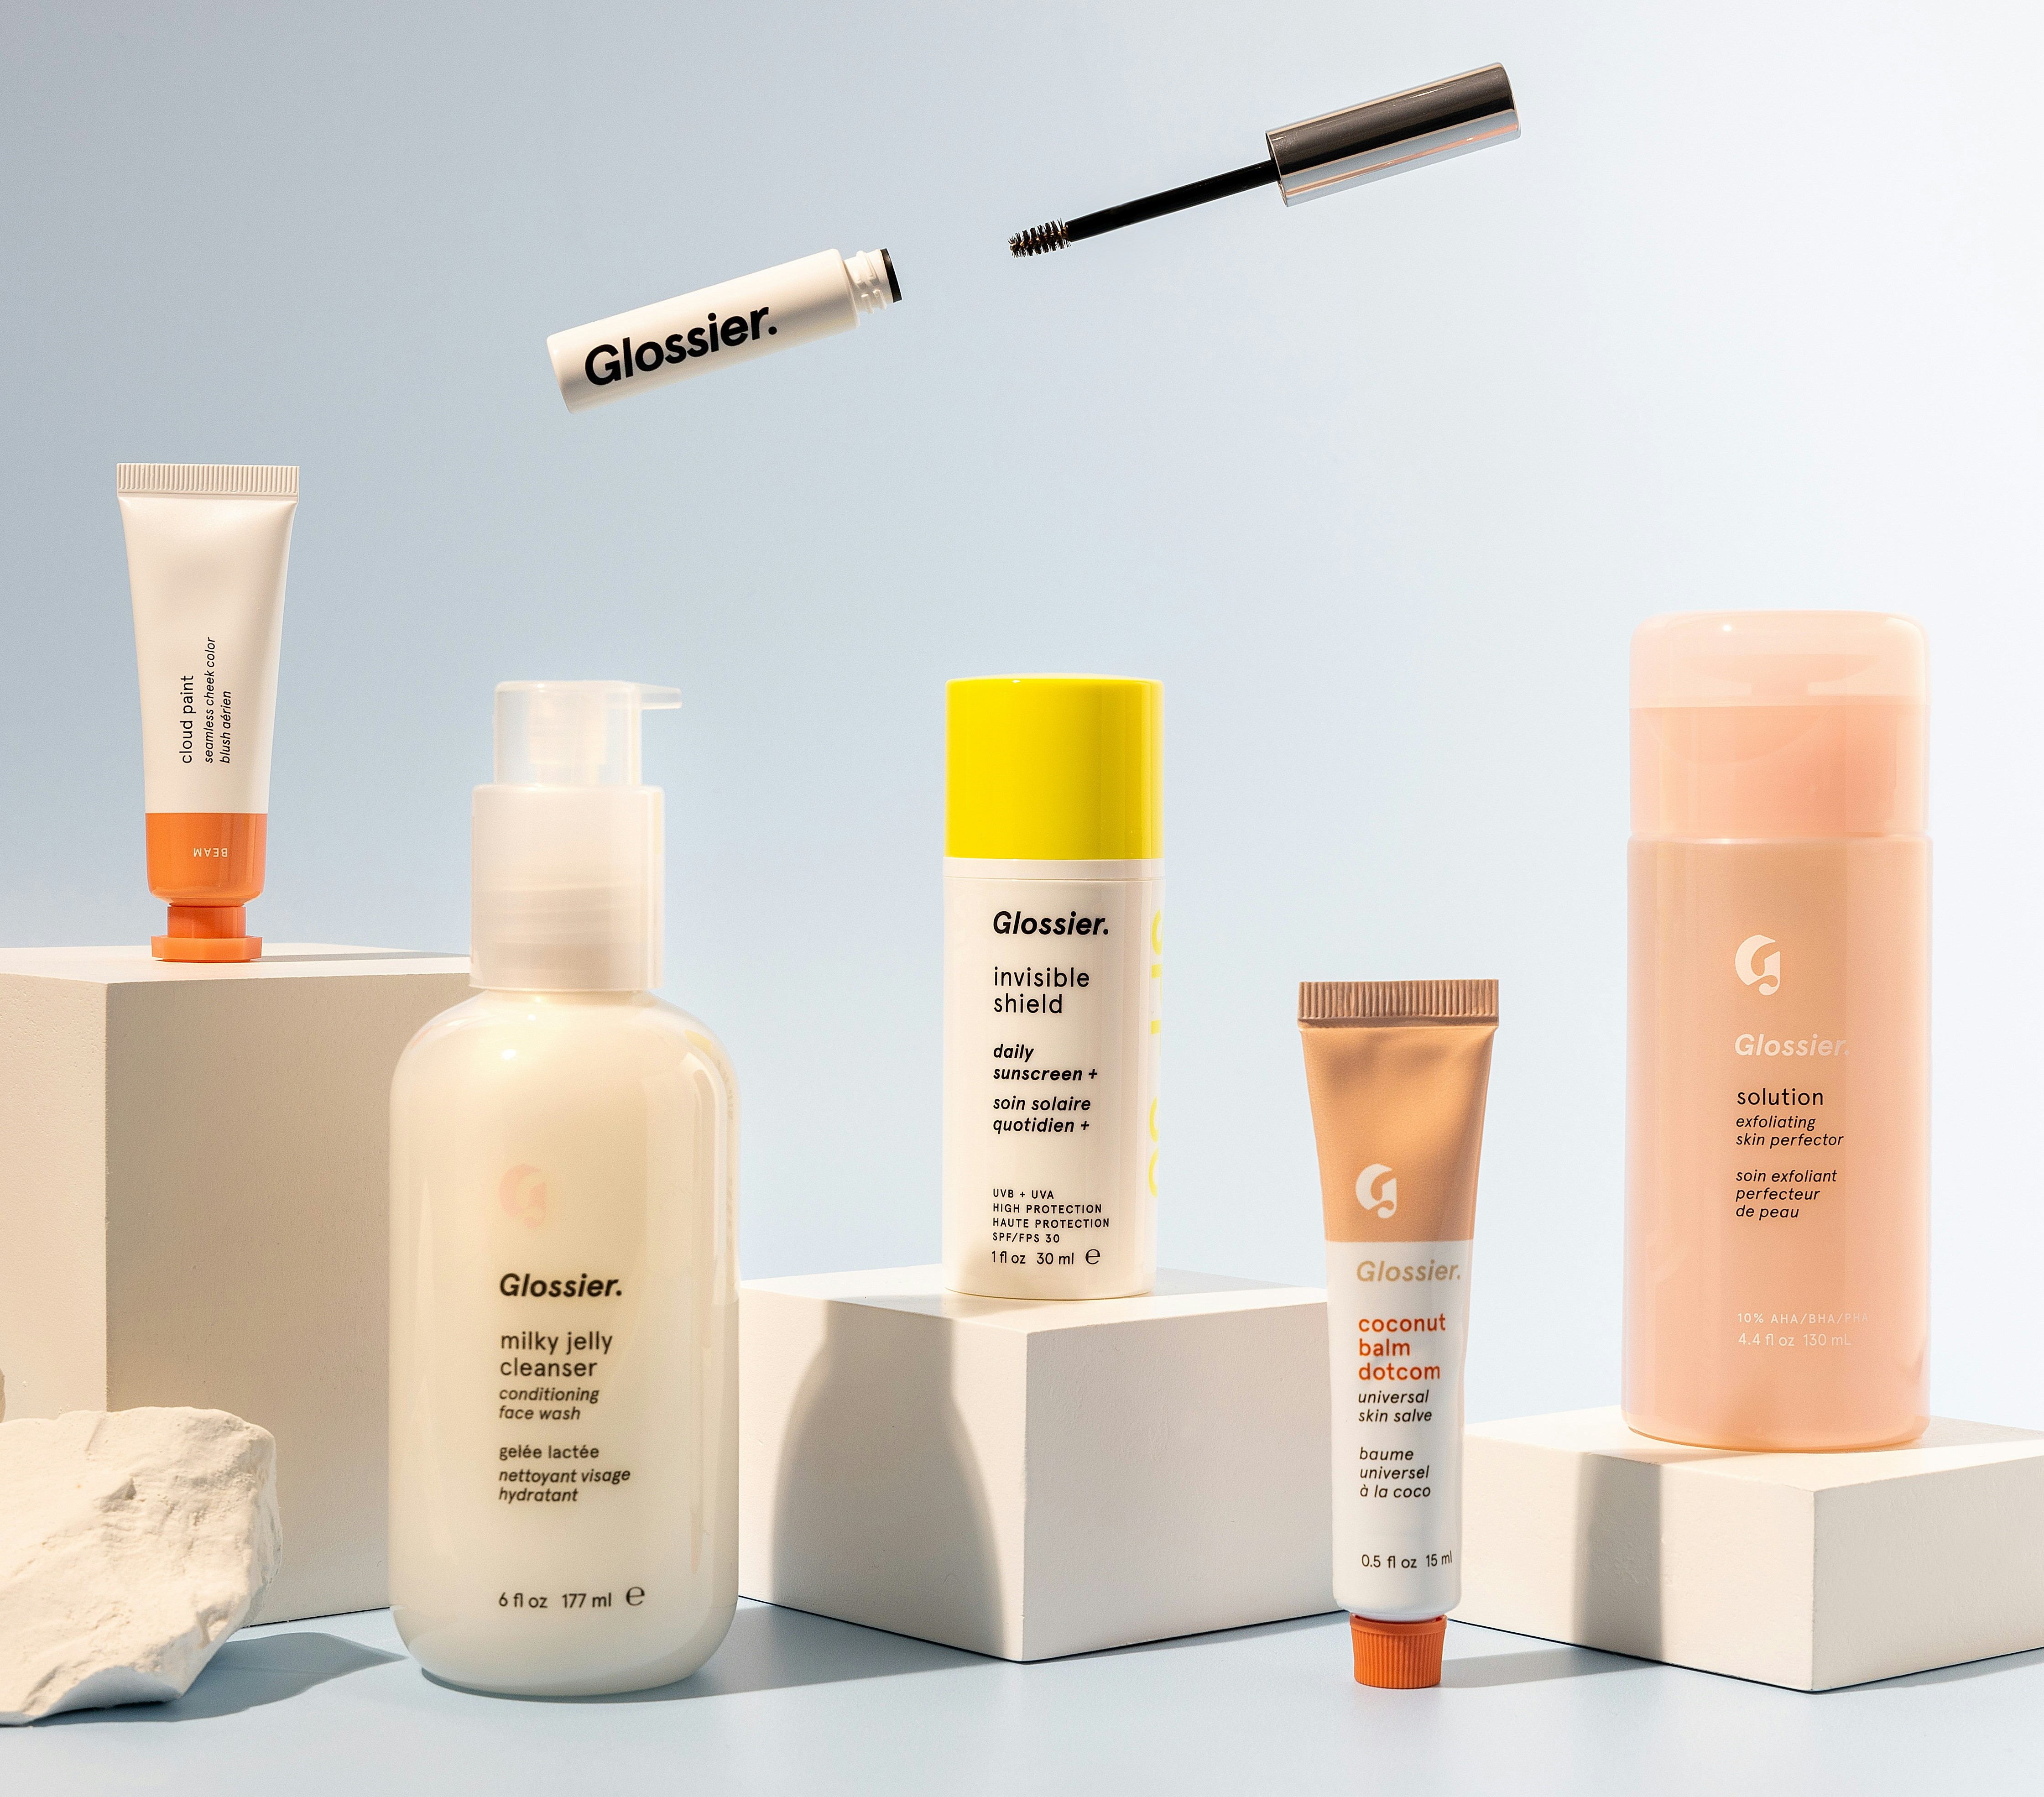 Glossier.
cloud paint
seamless cheek color
blush aérien
BEAM
Glossier.
milky jelly
cleanser
conditioning
face wash
gelée lactée
nettoyant visage
hydratant
6 fl oz 177 ml ℮
Glossier.
invisible
shield
daily
sunscreen +
soin solaire
quotidien +
UVB + UVA
HIGH PROTECTION
HAUTE PROTECTION
SPF/FPS 30
1 fl oz 30 ml ℮
G
Glossier.
coconut
balm
dotcom
universal
skin salve
baume
universel
à la coco
0.5 fl oz 15 ml
G
Glossier.
solution
exfoliating
skin perfector
soin exfoliant
perfecteur
de peau
10% AHA/BHA/PHA
4.4 fl oz 130 mL